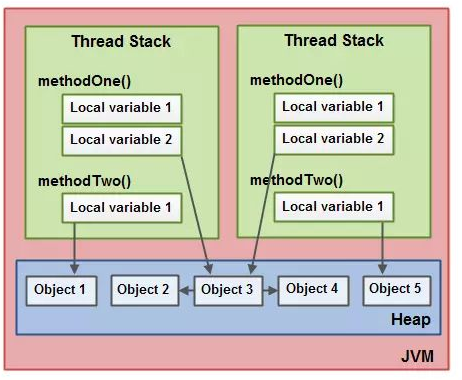 Thread Stack
methodOne()
Local variable 1
Local variable 2
methodTwo()
Local variable 1
Thread Stack
methodOne()
Local variable 1
Local variable 2
methodTwo()
Local variable 1
Object 1
Object 2
Object 3
Object 4
Object 5
Heap
JVM